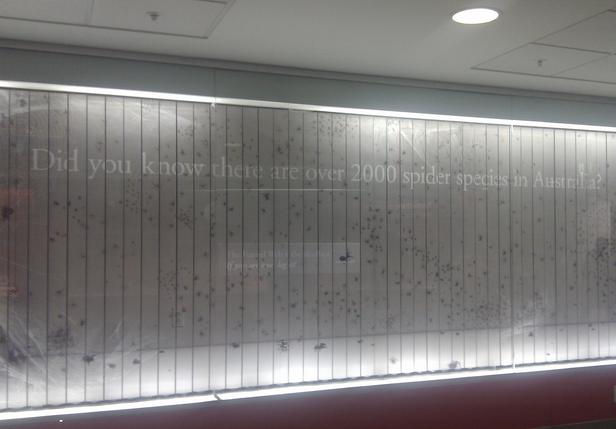 Did you know there are over 2000 spider species in Australia?